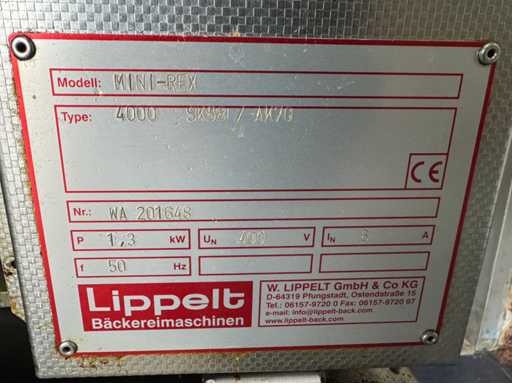 Modell: MINI-REX
Type: 4000
CE
Nr.: WA 201648
P 1,3 kW
UN 400 V
IN A
f 50 Hz
Lippelt
Bäckereimaschinen
W. LIPPELT GmbH & Co KG
D-64319 Pfungstadt, Ostendstraße 15
Tel.: 06157-9720 0 Fax: 06157-9720 97
e-mail: info@lippelt-back.com
www.lippelt-back.com